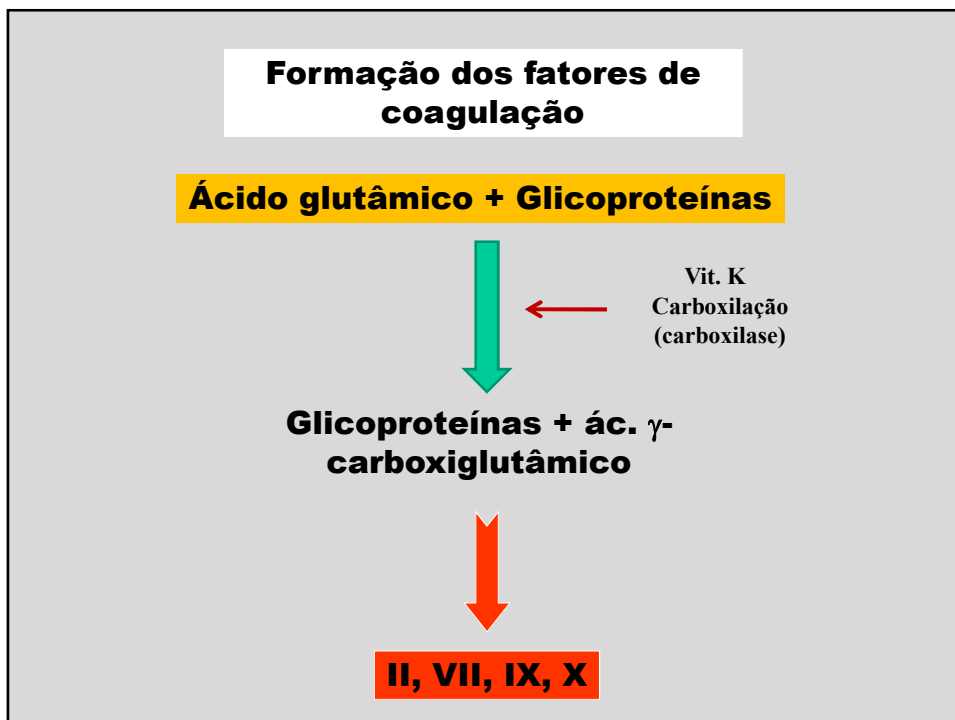 Formação dos fatores de
coagulação
Ácido glutâmico + Glicoproteínas
Vit. K
Carboxilação
(carboxilase)
Glicoproteínas + ác. γ-
carboxiglutâmico
II, VII, IX, X